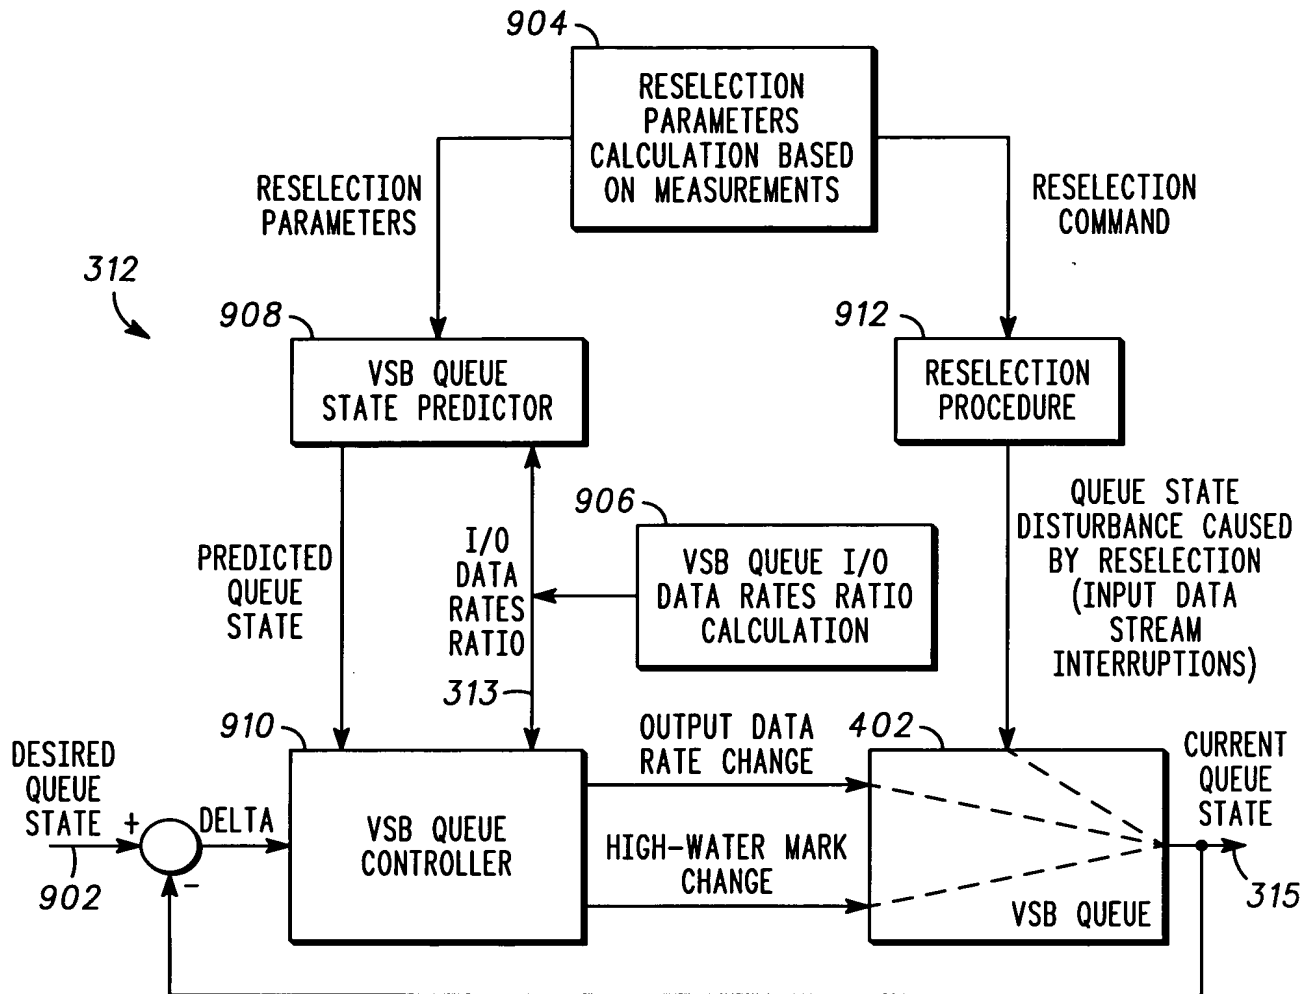 904
RESELECTION
PARAMETERS
CALCULATION BASED
ON MEASUREMENTS
RESELECTION
PARAMETERS
RESELECTION
COMMAND
312
908
VSB QUEUE
STATE PREDICTOR
912
RESELECTION
PROCEDURE
PREDICTED
QUEUE
STATE
I/O
DATA
RATES
RATIO
313
906
VSB QUEUE I/O
DATA RATES RATIO
CALCULATION
QUEUE STATE
DISTURBANCE CAUSED
BY RESELECTION
(INPUT DATA
STREAM
INTERRUPTIONS)
DESIRED
QUEUE
STATE
+
-
902
DELTA
910
VSB QUEUE
CONTROLLER
OUTPUT DATA
RATE CHANGE
HIGH-WATER MARK
CHANGE
402
VSB QUEUE
CURRENT
QUEUE
STATE
315